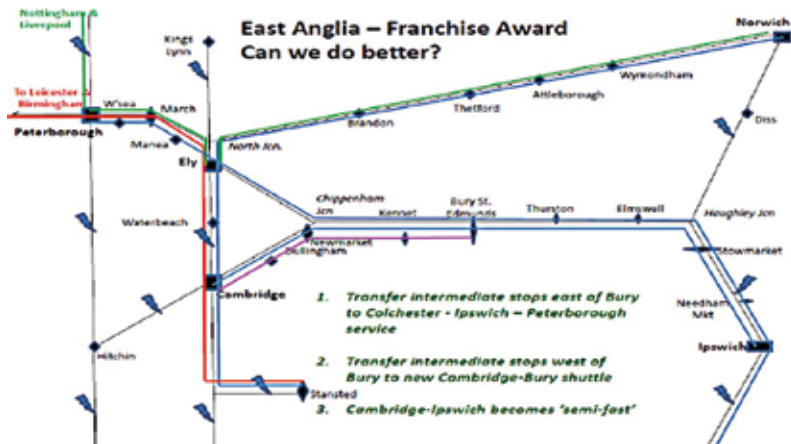 Nottingham &
Liverpool
Kings
Lynn
East Anglia – Franchise Award
Can we do better?
Norwich
To Leicester &
Birmingham
W'sea
March
Peterborough
Manea
Ely
North Jcn.
Brandon
Thetford
Attleborough
Wymondham
Diss
Waterbeach
Chippenham
Jcn
Kennet
Bury St.
Edmunds
Thurston
Elmswell
Haughley Jcn
Newmarket
Dullingham
Stowmarket
Cambridge
Needham
Mkt
Ipswich
Hitchin
Stansted
1. Transfer intermediate stops east of Bury
to Colchester - Ipswich – Peterborough
service
2. Transfer intermediate stops west of
Bury to new Cambridge-Bury shuttle
3. Cambridge-Ipswich becomes 'semi-fast'